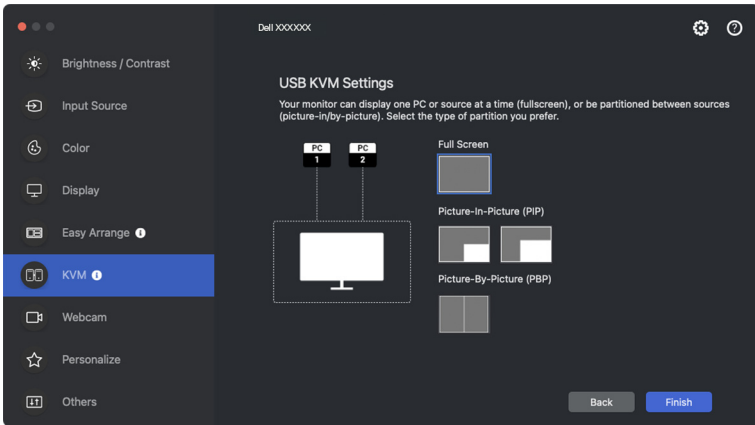 Dell XXXXXX
Brightness / Contrast
Input Source
Color
Display
Easy Arrange
KVM
Webcam
Personalize
Others
USB KVM Settings
Your monitor can display one PC or source at a time (fullscreen), or be partitioned between sources
(picture-in/by-picture). Select the type of partition you prefer.
PC PC
1 2
Full Screen
Picture-In-Picture (PIP)
Picture-By-Picture (PBP)
Back Finish